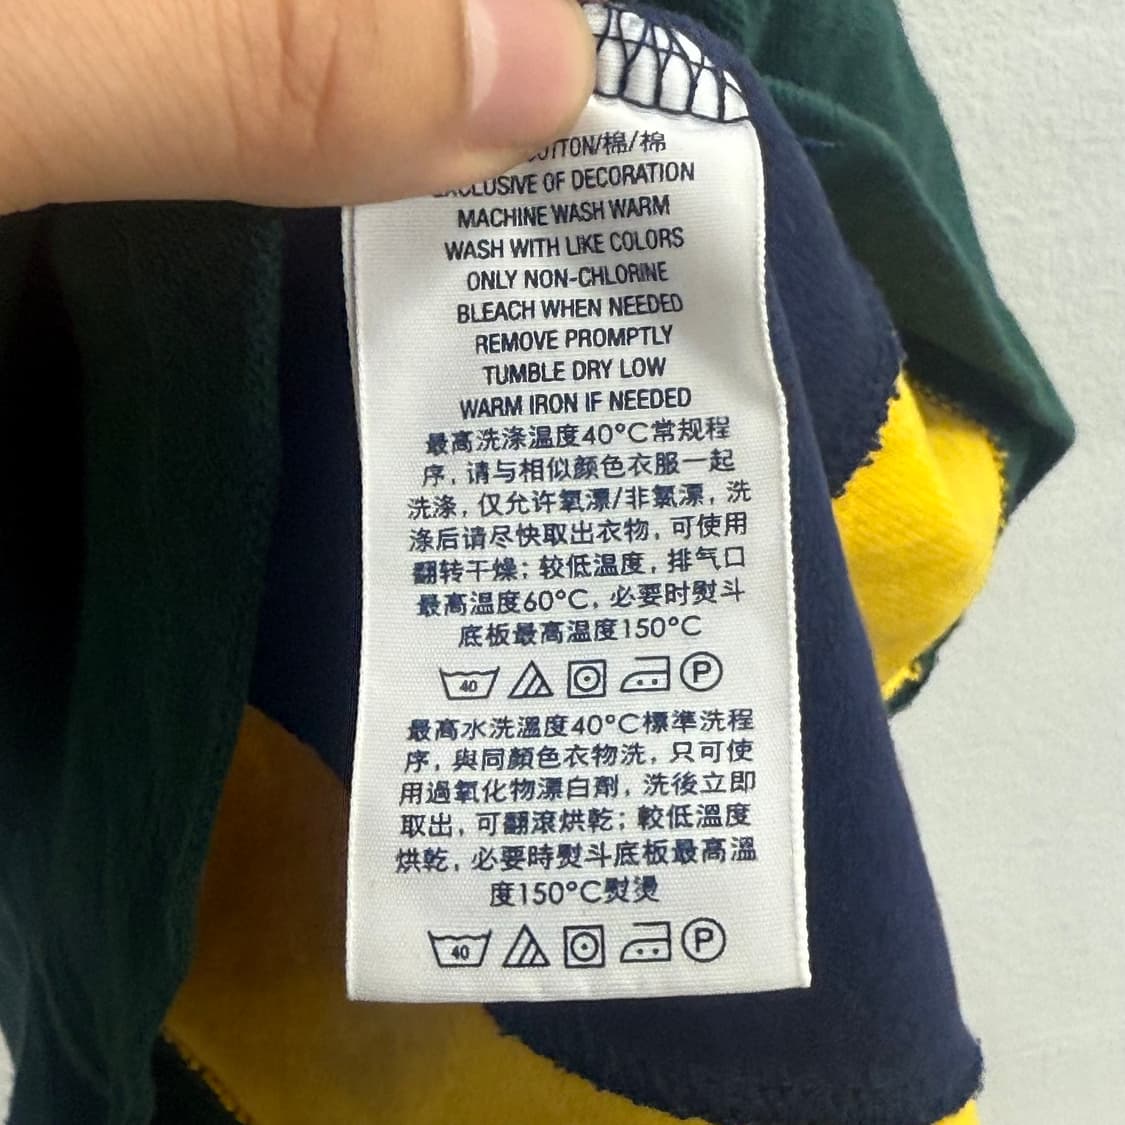 COTTON/棉/棉
EXCLUSIVE OF DECORATION
MACHINE WASH WARM
WASH WITH LIKE COLORS
ONLY NON-CHLORINE
BLEACH WHEN NEEDED
REMOVE PROMPTLY
TUMBLE DRY LOW
WARM IRON IF NEEDED
最高洗涤温度40°C常规程
序, 请与相似颜色衣服一起
洗涤, 仅允许氧漂/非氯漂, 洗
涤后请尽快取出衣物, 可使用
翻转干燥; 较低温度, 排气口
最高温度60°C, 必要时熨斗
底板最高温度150°C
40 P
最高水洗溫度40°C標準洗程
序, 與同顏色衣物洗, 只可使
用過氧化物漂白劑, 洗後立即
取出, 可翻滾烘乾; 較低溫度
烘乾, 必要時熨斗底板最高溫
度150°C熨燙
40 P